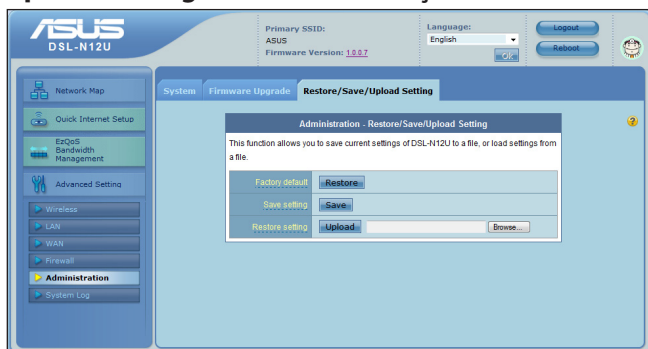 ASUS
DSL-N12U
Primary SSID:
ASUS
Firmware Version: 1.0.0.7
Language:
English
OK
Logout
Reboot
Network Map
Quick Internet Setup
EzQoS
Bandwidth
Management
Advanced Setting
Wireless
LAN
WAN
Firewall
Administration
System Log
System
Firmware Upgrade
Restore/Save/Upload Setting
Administration - Restore/Save/Upload Setting
This function allows you to save current settings of DSL-N12U to a file, or load settings from
a file.
Factory default
Restore
Save setting
Save
Restore setting
Upload
Browse...